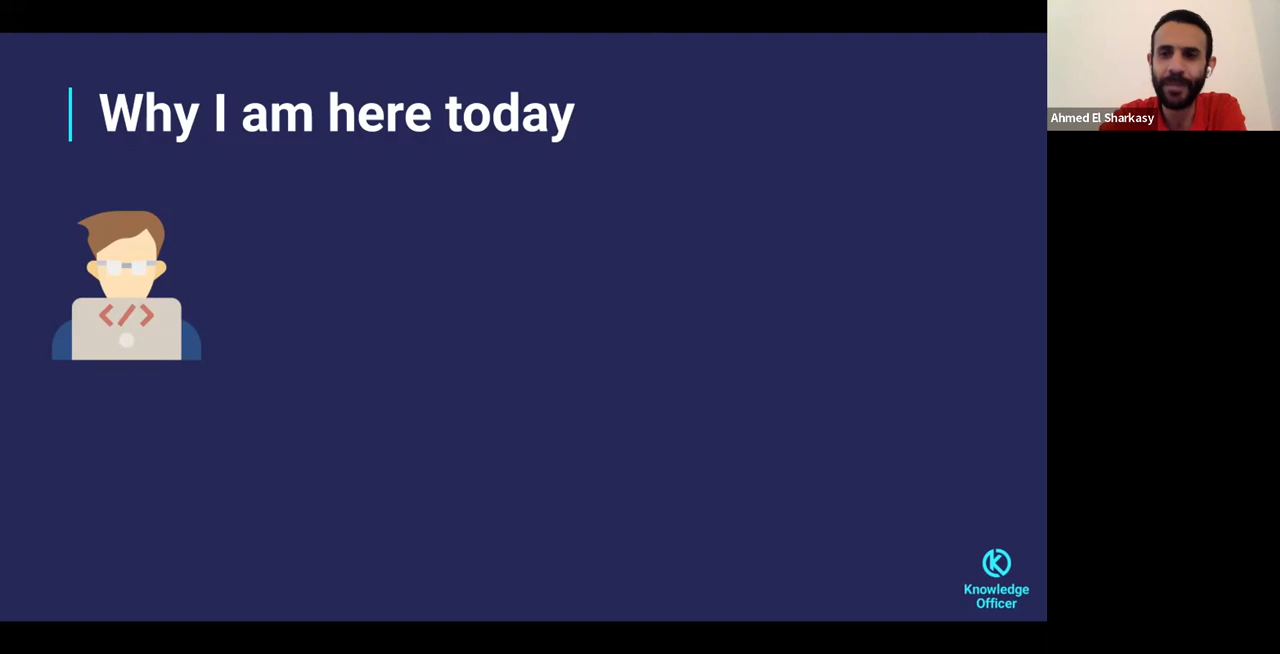 Why I am here today
Ahmed El Sharkasy
</>
Knowledge
Officer